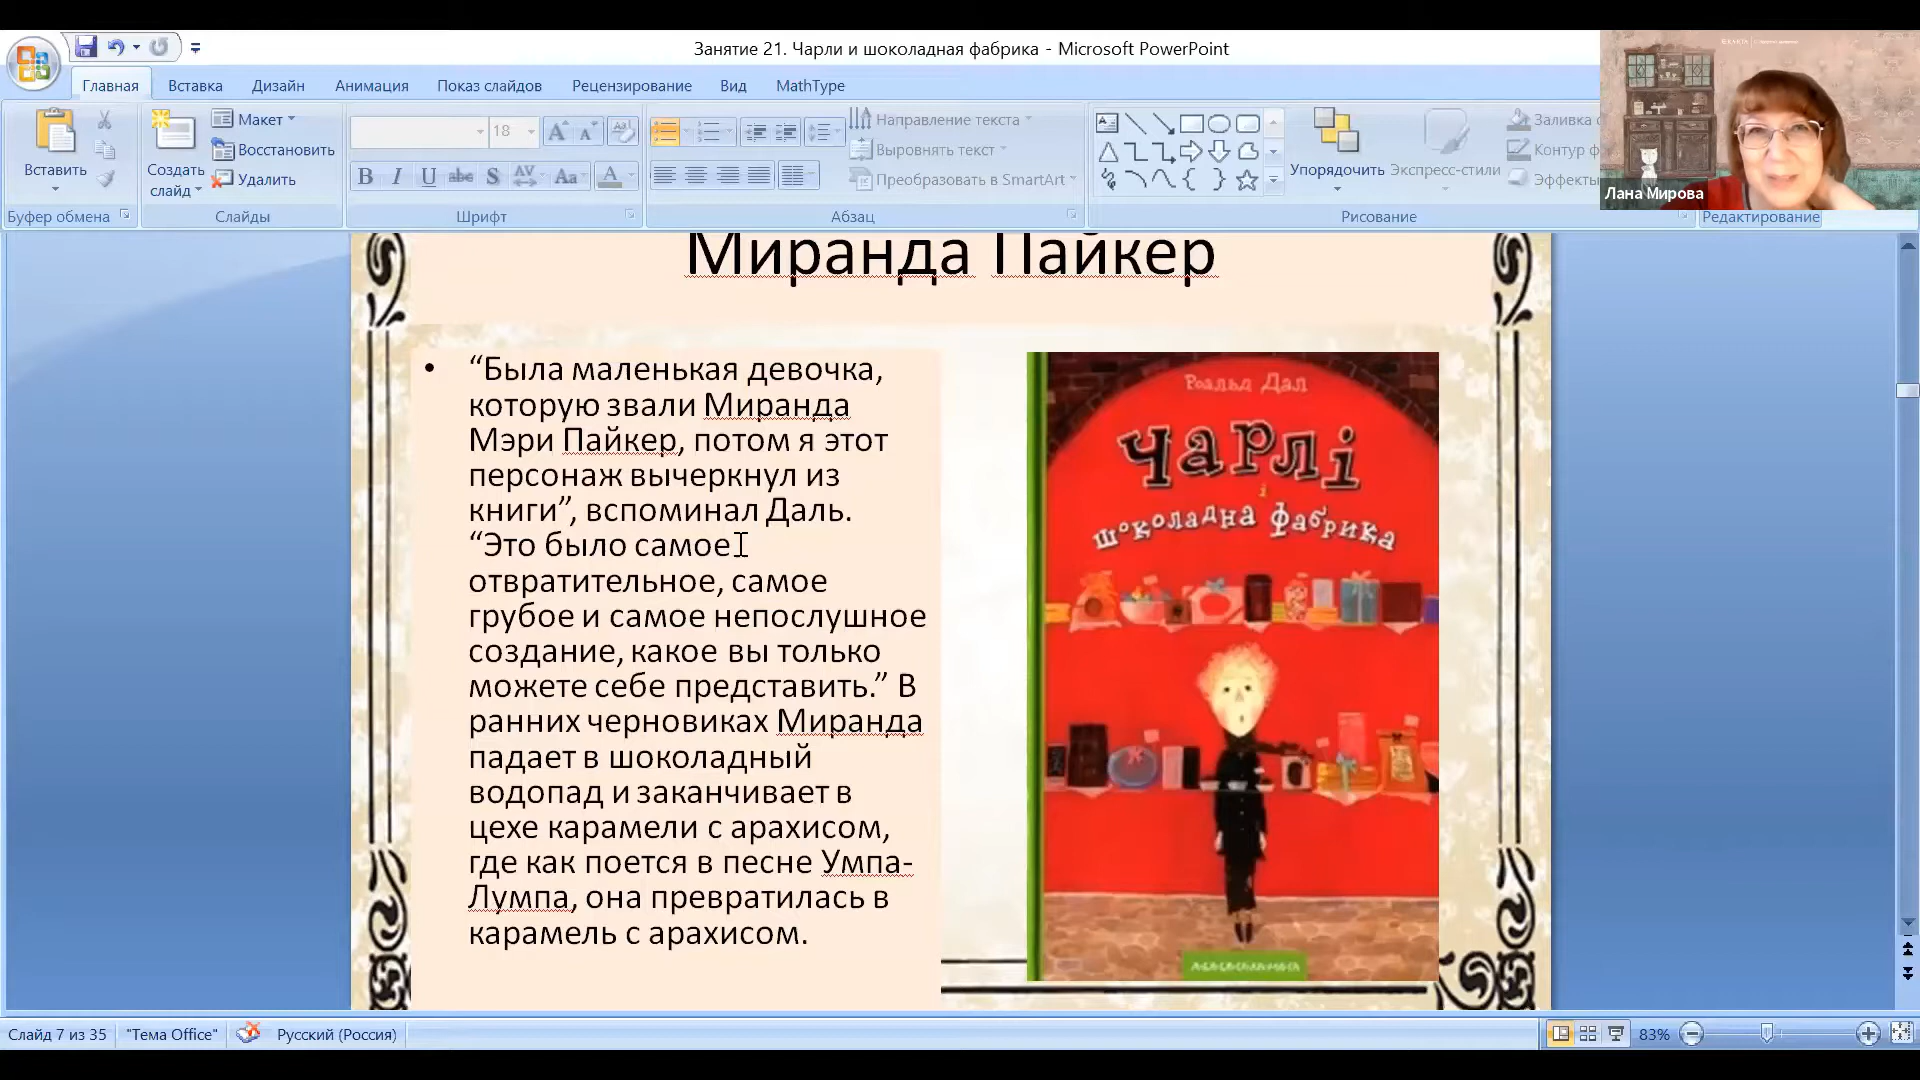 Занятие 21. Чарли и шоколадная фабрика - Microsoft PowerPoint
Главная
Вставка
Дизайн
Анимация
Показ слайдов
Рецензирование
Вид
MathType
Вставить
Буфер обмена
Создать слайд
Макет
Восстановить
Удалить
Слайды
18
Шрифт
Направление текста
Выровнять текст
Преобразовать в SmartArt
Абзац
Упорядочить
Экспресс-стили
Заливка
Контур ф
Эффекты
Рисование
Редактирование
Лана Мирова
Миранда Пайкер
• “Была маленькая девочка,
которую звали Миранда
Мэри Пайкер, потом я этот
персонаж вычеркнул из
книги”, вспоминал Даль.
“Это было самое
отвратительное, самое
грубое и самое непослушное
создание, какое вы только
можете себе представить.” В
ранних черновиках Миранда
падает в шоколадный
водопад и заканчивает в
цехе карамели с арахисом,
где как поется в песне Умпа-
Лумпа, она превратилась в
карамель с арахисом.
Роальд Дал
Чарлі
і
шоколадна фабрика
Слайд 7 из 35
"Тема Office"
Русский (Россия)
83%